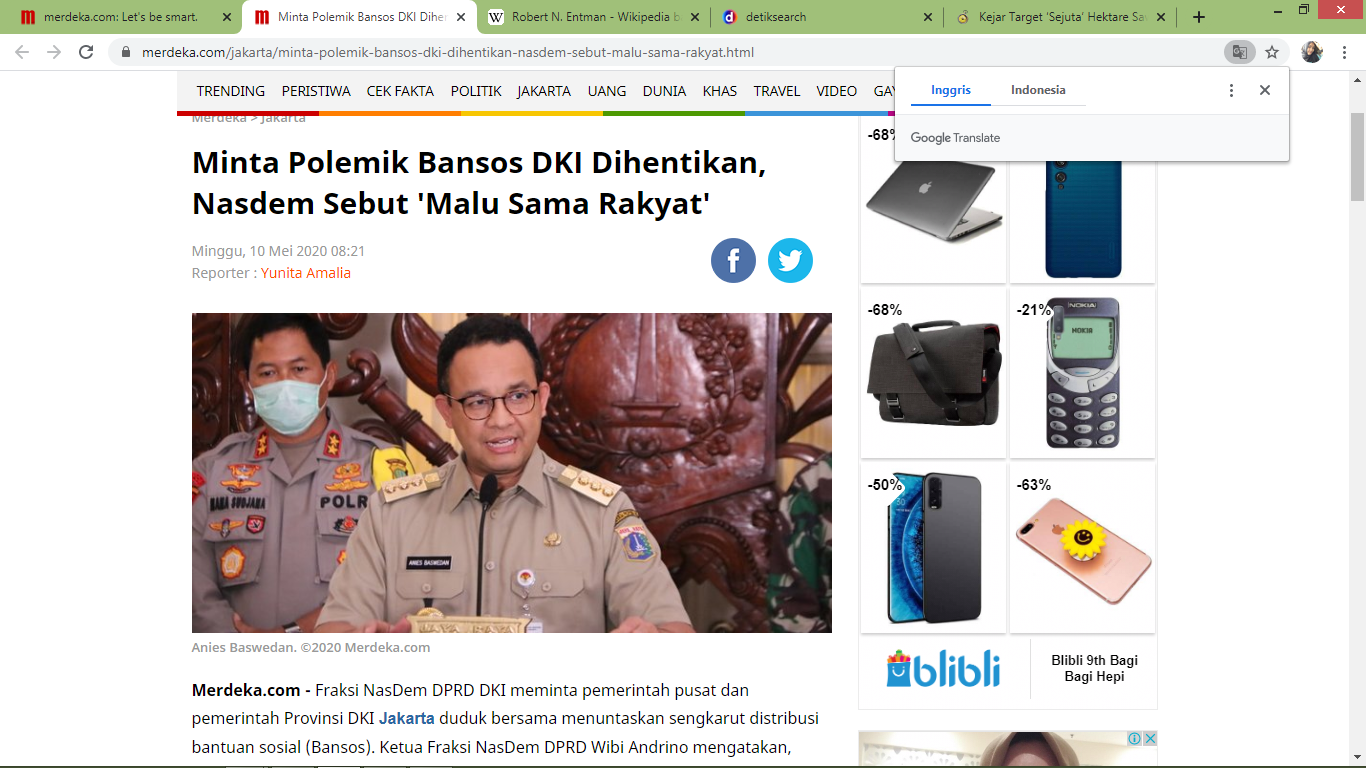 merdeka.com: Let's be smart.
Minta Polemik Bansos DKI Diher
Robert N. Entman - Wikipedia b
detiksearch
Kejar Target 'Sejuta' Hektare Sa
merdeka.com/jakarta/minta-polemik-bansos-dki-dihentikan-nasdem-sebut-malu-sama-rakyat.html
TRENDING PERISTIWA CEK FAKTA POLITIK JAKARTA UANG DUNIA KHAS TRAVEL VIDEO GAY
Inggris Indonesia
Google Translate
Merdeka > Jakarta
Minta Polemik Bansos DKI Dihentikan,
Nasdem Sebut 'Malu Sama Rakyat'
Minggu, 10 Mei 2020 08:21
Reporter : Yunita Amalia
POLR
NANA SUDJANA
ANIES BASWEDAN
Anies Baswedan. ©2020 Merdeka.com
Merdeka.com - Fraksi NasDem DPRD DKI meminta pemerintah pusat dan
pemerintah Provinsi DKI Jakarta duduk bersama menuntaskan sengkarut distribusi
bantuan sosial (Bansos). Ketua Fraksi NasDem DPRD Wibi Andrino mengatakan,
-68%
-68%
-21%
NOKIA
-50%
-63%
blibli
Blibli 9th Bagi
Bagi Hepi